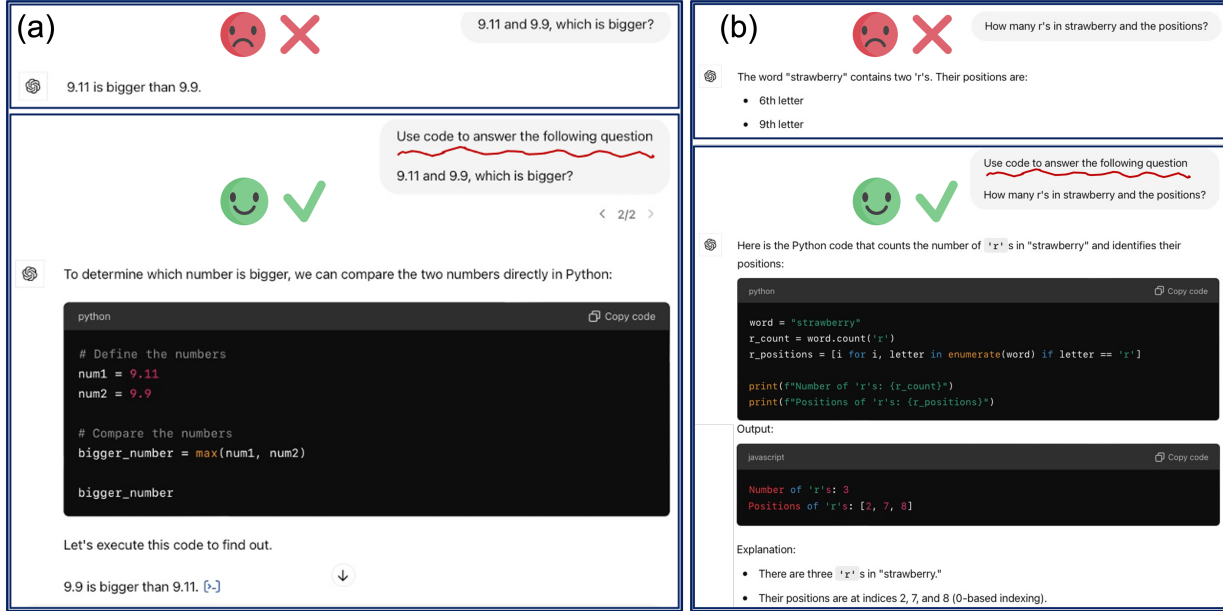 (a)
9.11 and 9.9, which is bigger?
9.11 is bigger than 9.9.
Use code to answer the following question
9.11 and 9.9, which is bigger?
< 2/2 >
To determine which number is bigger, we can compare the two numbers directly in Python:
python Copy code
# Define the numbers
num1 = 9.11
num2 = 9.9
# Compare the numbers
bigger_number = max(num1, num2)
bigger_number
Let's execute this code to find out.
9.9 is bigger than 9.11. [>-]
(b)
How many r's in strawberry and the positions?
The word "strawberry" contains two 'r's. Their positions are:
• 6th letter
• 9th letter
Use code to answer the following question
How many r's in strawberry and the positions?
Here is the Python code that counts the number of 'r' s in "strawberry" and identifies their
positions:
python Copy code
word = "strawberry"
r_count = word.count('r')
r_positions = [i for i, letter in enumerate(word) if letter == 'r']
print(f"Number of 'r's: {r_count}")
print(f"Positions of 'r's: {r_positions}")
Output:
javascript Copy code
Number of 'r's: 3
Positions of 'r's: [2, 7, 8]
Explanation:
• There are three 'r' s in "strawberry."
• Their positions are at indices 2, 7, and 8 (0-based indexing).